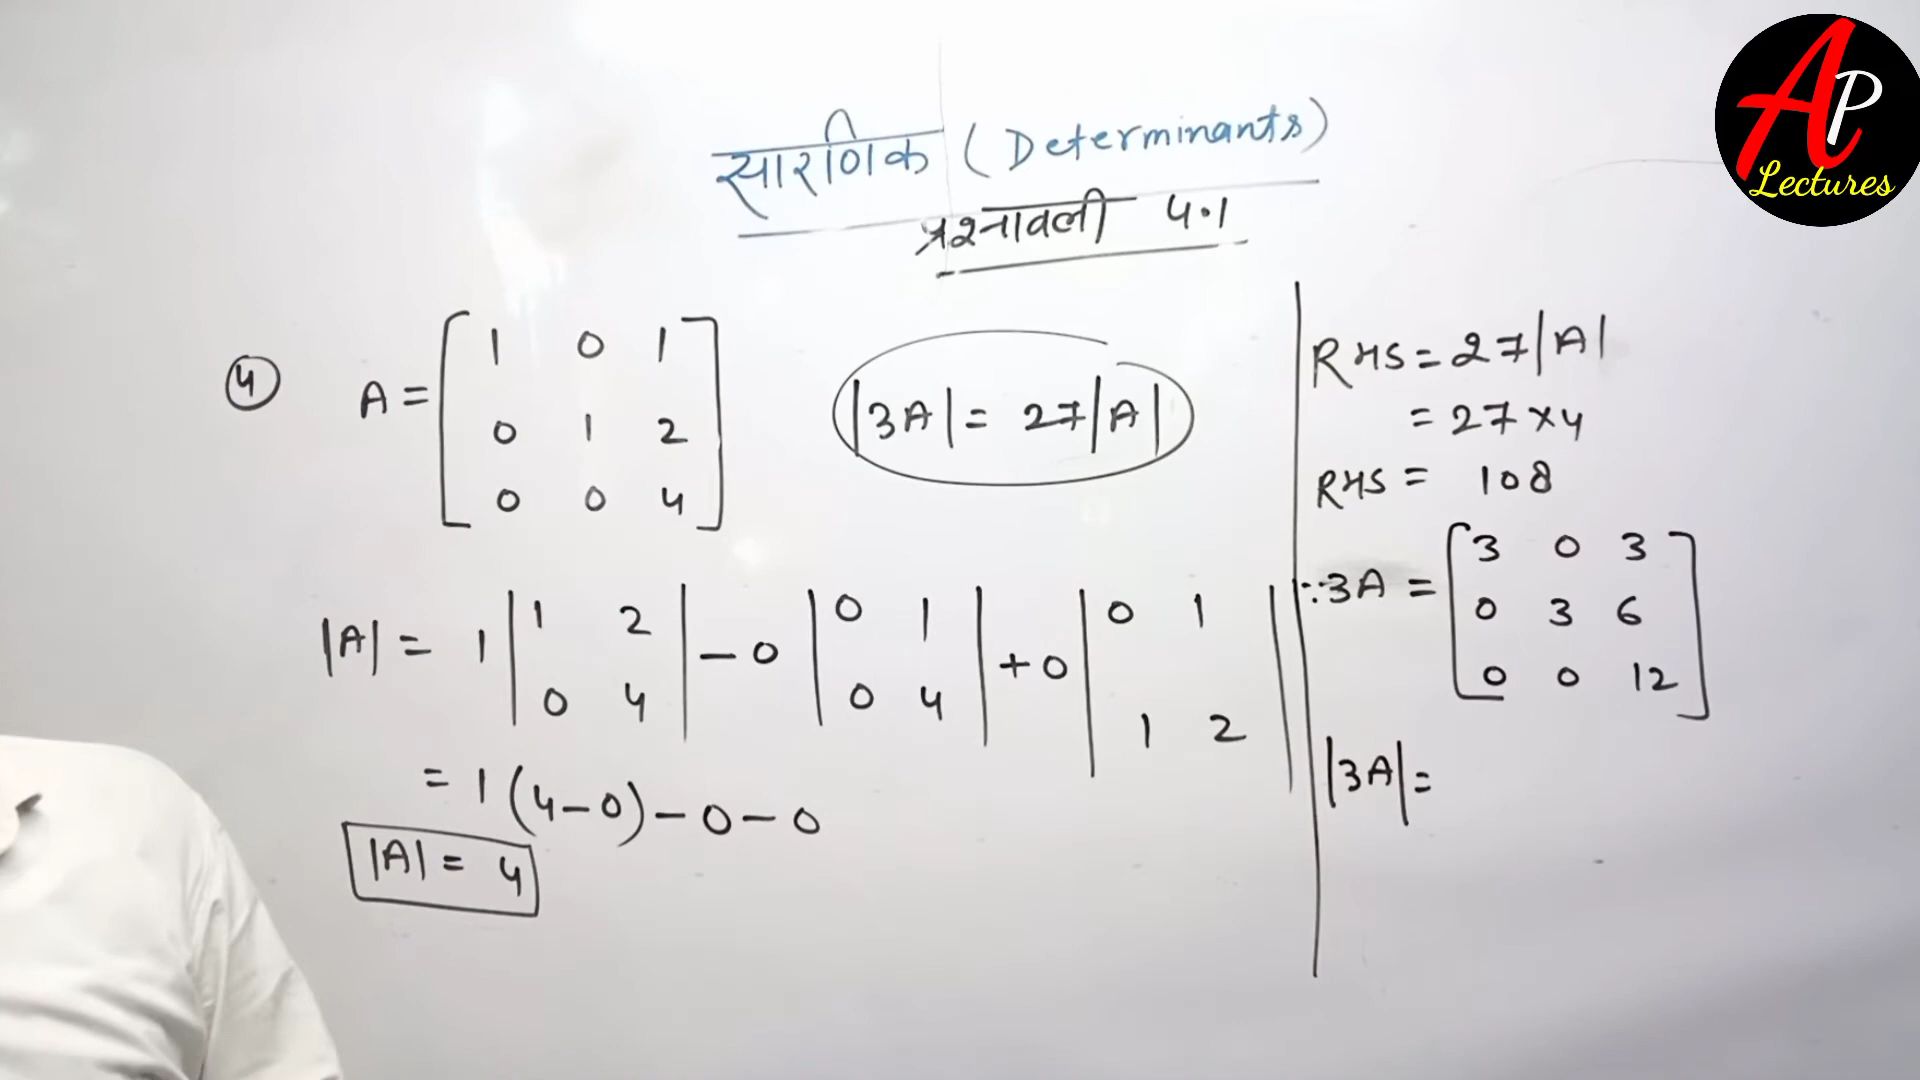 AP
Lectures
सारणिक (Determinants)
प्रश्नावली 4.1
④ A = [ 1 0 1
0 1 2
0 0 4 ]
|3A| = 27|A|
|A| = 1 | 1 2 | - 0 | 0 1 | + 0 | 0 1 |
| 0 4 | | 0 4 | | 1 2 |
= 1 (4-0) - 0 - 0
|A| = 4
RHS = 27|A|
= 27 × 4
RHS = 108
∵ 3A = [ 3 0 3
0 3 6
0 0 12 ]
|3A| =